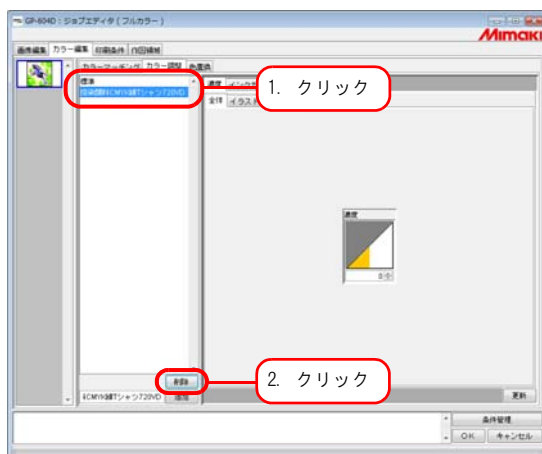 GP-604D : ジョブエディタ ( フルカラー )
Mimaki
画像編集 カラー編集 印刷条件 作図情報
カラーマッチング カラー調整 色置換
標準
濃度
1. クリック
全体 イラスト
濃度
削除
2. クリック
CMYK綿Tシャツ720VD 追加
更新
条件管理
OK キャンセル